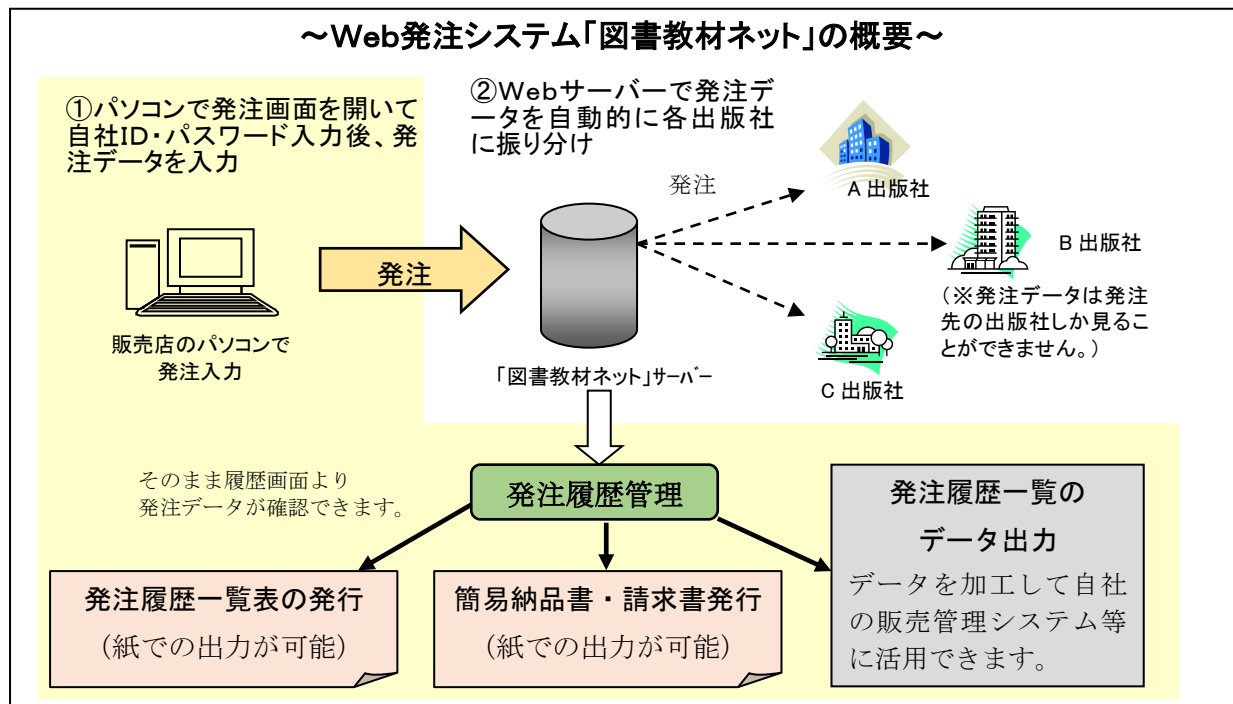 ～Web発注システム「図書教材ネット」の概要～
①パソコンで発注画面を開いて
自社ID・パスワード入力後、発
注データを入力
②Webサーバーで発注デ
ータを自動的に各出版社
に振り分け
発注
A 出版社
B 出版社
（※発注データは発注
先の出版社しか見るこ
とができません。）
C 出版社
発注
販売店のパソコンで
発注入力
「図書教材ネット」ｻｰﾊﾞｰ
そのまま履歴画面より
発注データが確認できます。
発注履歴管理
発注履歴一覧表の発行
（紙での出力が可能）
簡易納品書・請求書発行
（紙での出力が可能）
発注履歴一覧の
データ出力
データを加工して自社
の販売管理システム等
に活用できます。